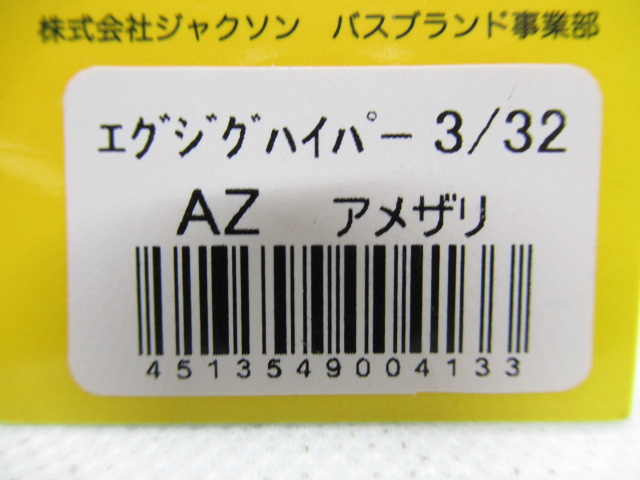 株式会社ジャクソン　バスブランド事業部
ｴｸﾞｼﾞｸﾞﾊｲﾊﾟｰ 3/32
AZ　アメザリ
4513549004133